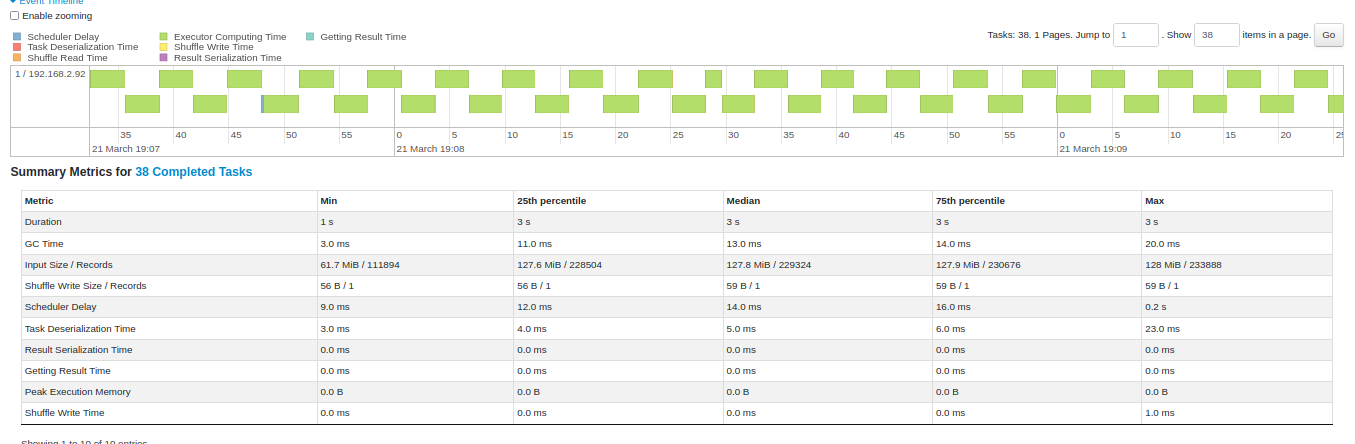 Event Timeline
Enable zooming
Scheduler Delay
Task Deserialization Time
Shuffle Read Time
Executor Computing Time
Shuffle Write Time
Result Serialization Time
Getting Result Time
Tasks: 38. 1 Pages. Jump to 1 . Show 38 items in a page. Go
1 / 192.168.2.92
35 40 45 50 55 0 5 10 15 20 25 30 35 40 45 50 55 0 5 10 15 20 25
21 March 19:07 21 March 19:08 21 March 19:09
Summary Metrics for 38 Completed Tasks
Metric Min 25th percentile Median 75th percentile Max
Duration 1 s 3 s 3 s 3 s 3 s
GC Time 3.0 ms 11.0 ms 13.0 ms 14.0 ms 20.0 ms
Input Size / Records 61.7 MiB / 111894 127.6 MiB / 228504 127.8 MiB / 229324 127.9 MiB / 230676 128 MiB / 233888
Shuffle Write Size / Records 56 B / 1 56 B / 1 59 B / 1 59 B / 1 59 B / 1
Scheduler Delay 9.0 ms 12.0 ms 14.0 ms 16.0 ms 0.2 s
Task Deserialization Time 3.0 ms 4.0 ms 5.0 ms 6.0 ms 23.0 ms
Result Serialization Time 0.0 ms 0.0 ms 0.0 ms 0.0 ms 0.0 ms
Getting Result Time 0.0 ms 0.0 ms 0.0 ms 0.0 ms 0.0 ms
Peak Execution Memory 0.0 B 0.0 B 0.0 B 0.0 B 0.0 B
Shuffle Write Time 0.0 ms 0.0 ms 0.0 ms 0.0 ms 1.0 ms
Showing 1 to 10 of 10 entries